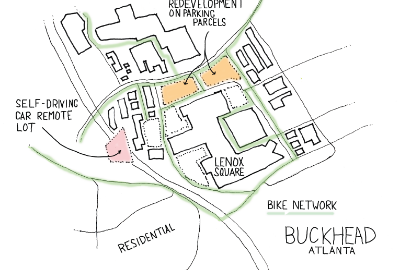 REDEVELOPMENT
ON PARKING
PARCELS
SELF-DRIVING
CAR REMOTE
LOT
LENOX
SQUARE
BIKE NETWORK
RESIDENTIAL
BUCKHEAD
ATLANTA